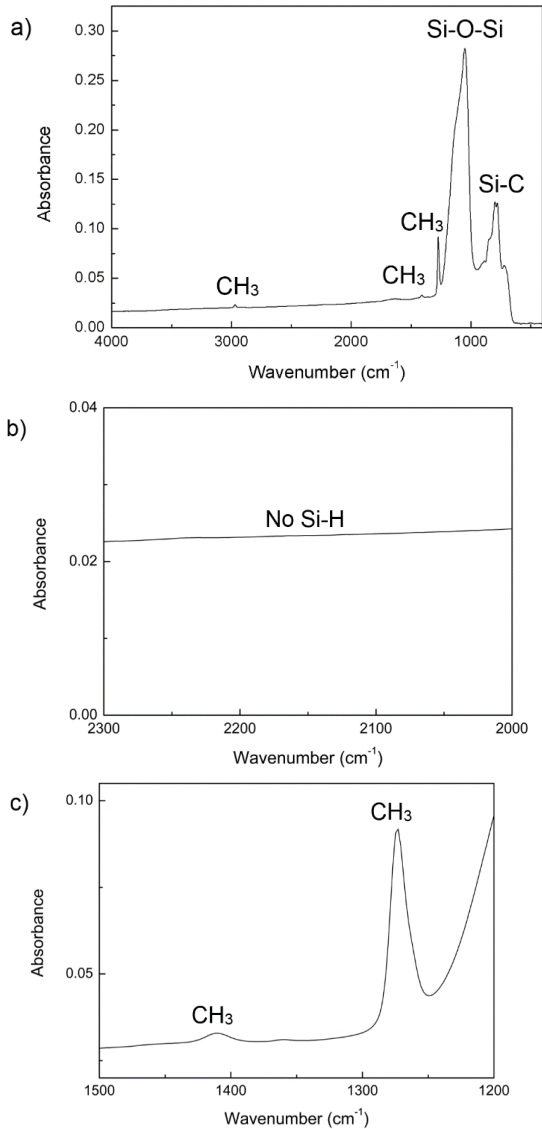 a)
Si-O-Si
Si-C
CH₃
CH₃
CH₃
0.30
0.25
0.20
0.15
0.10
0.05
0.00
Absorbance
4000 3000 2000 1000
Wavenumber (cm⁻¹)
b)
No Si-H
0.04
0.02
0.00
Absorbance
2300 2200 2100 2000
Wavenumber (cm⁻¹)
c)
CH₃
CH₃
0.10
0.05
Absorbance
1500 1400 1300 1200
Wavenumber (cm⁻¹)